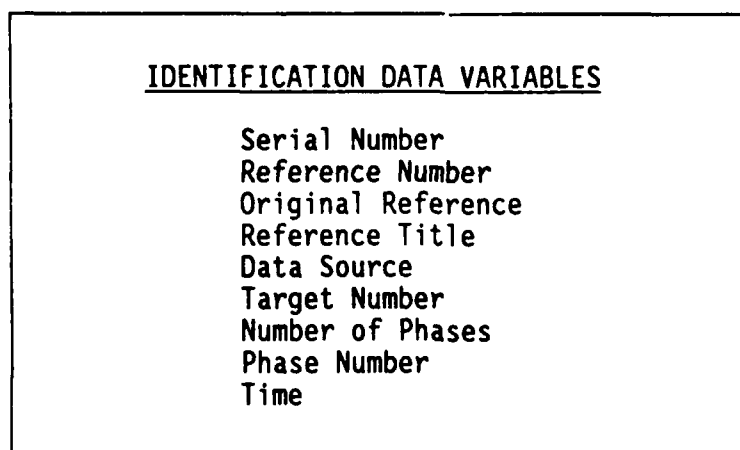 IDENTIFICATION DATA VARIABLES
Serial Number
Reference Number
Original Reference
Reference Title
Data Source
Target Number
Number of Phases
Phase Number
Time